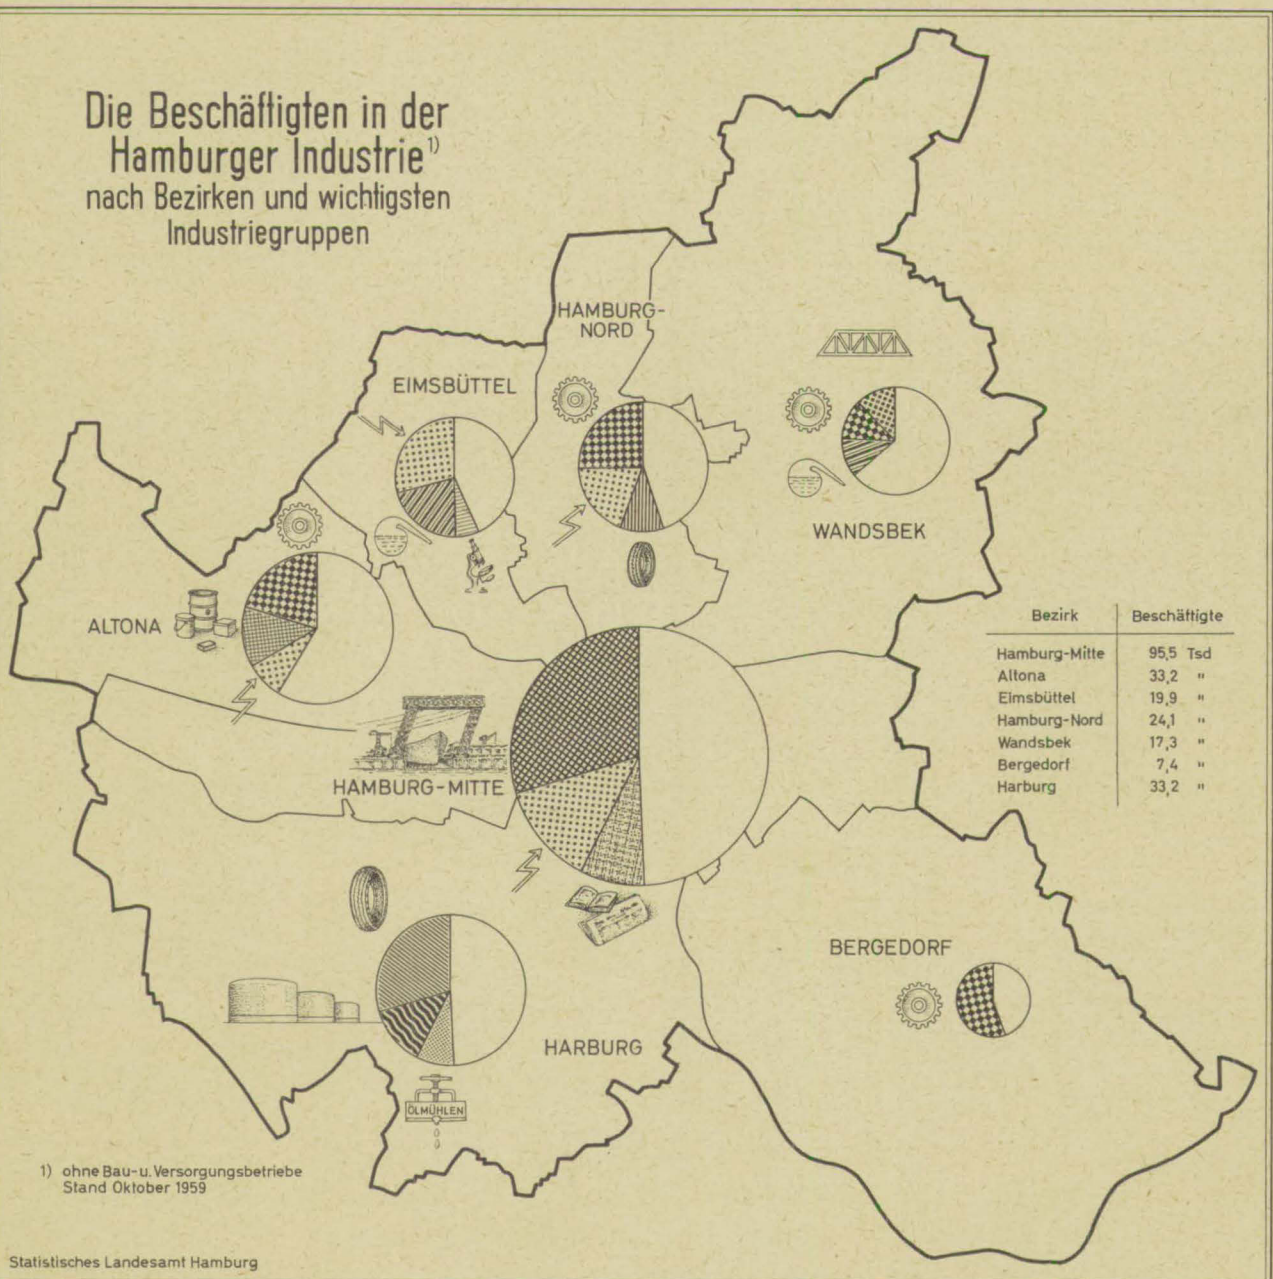 Die Beschäftigten in der
Hamburger Industrie¹)
nach Bezirken und wichtigsten
Industriegruppen
HAMBURG-
NORD
EIMSBÜTTEL
WANDSBEK
ALTONA
HAMBURG-MITTE
BERGEDORF
HARBURG
ÖLMÜHLEN
Bezirk Beschäftigte
Hamburg-Mitte 95,5 Tsd
Altona 33,2 "
Eimsbüttel 19,9 "
Hamburg-Nord 24,1 "
Wandsbek 17,3 "
Bergedorf 7,4 "
Harburg 33,2 "
1) ohne Bau-u. Versorgungsbetriebe
Stand Oktober 1959
Statistisches Landesamt Hamburg